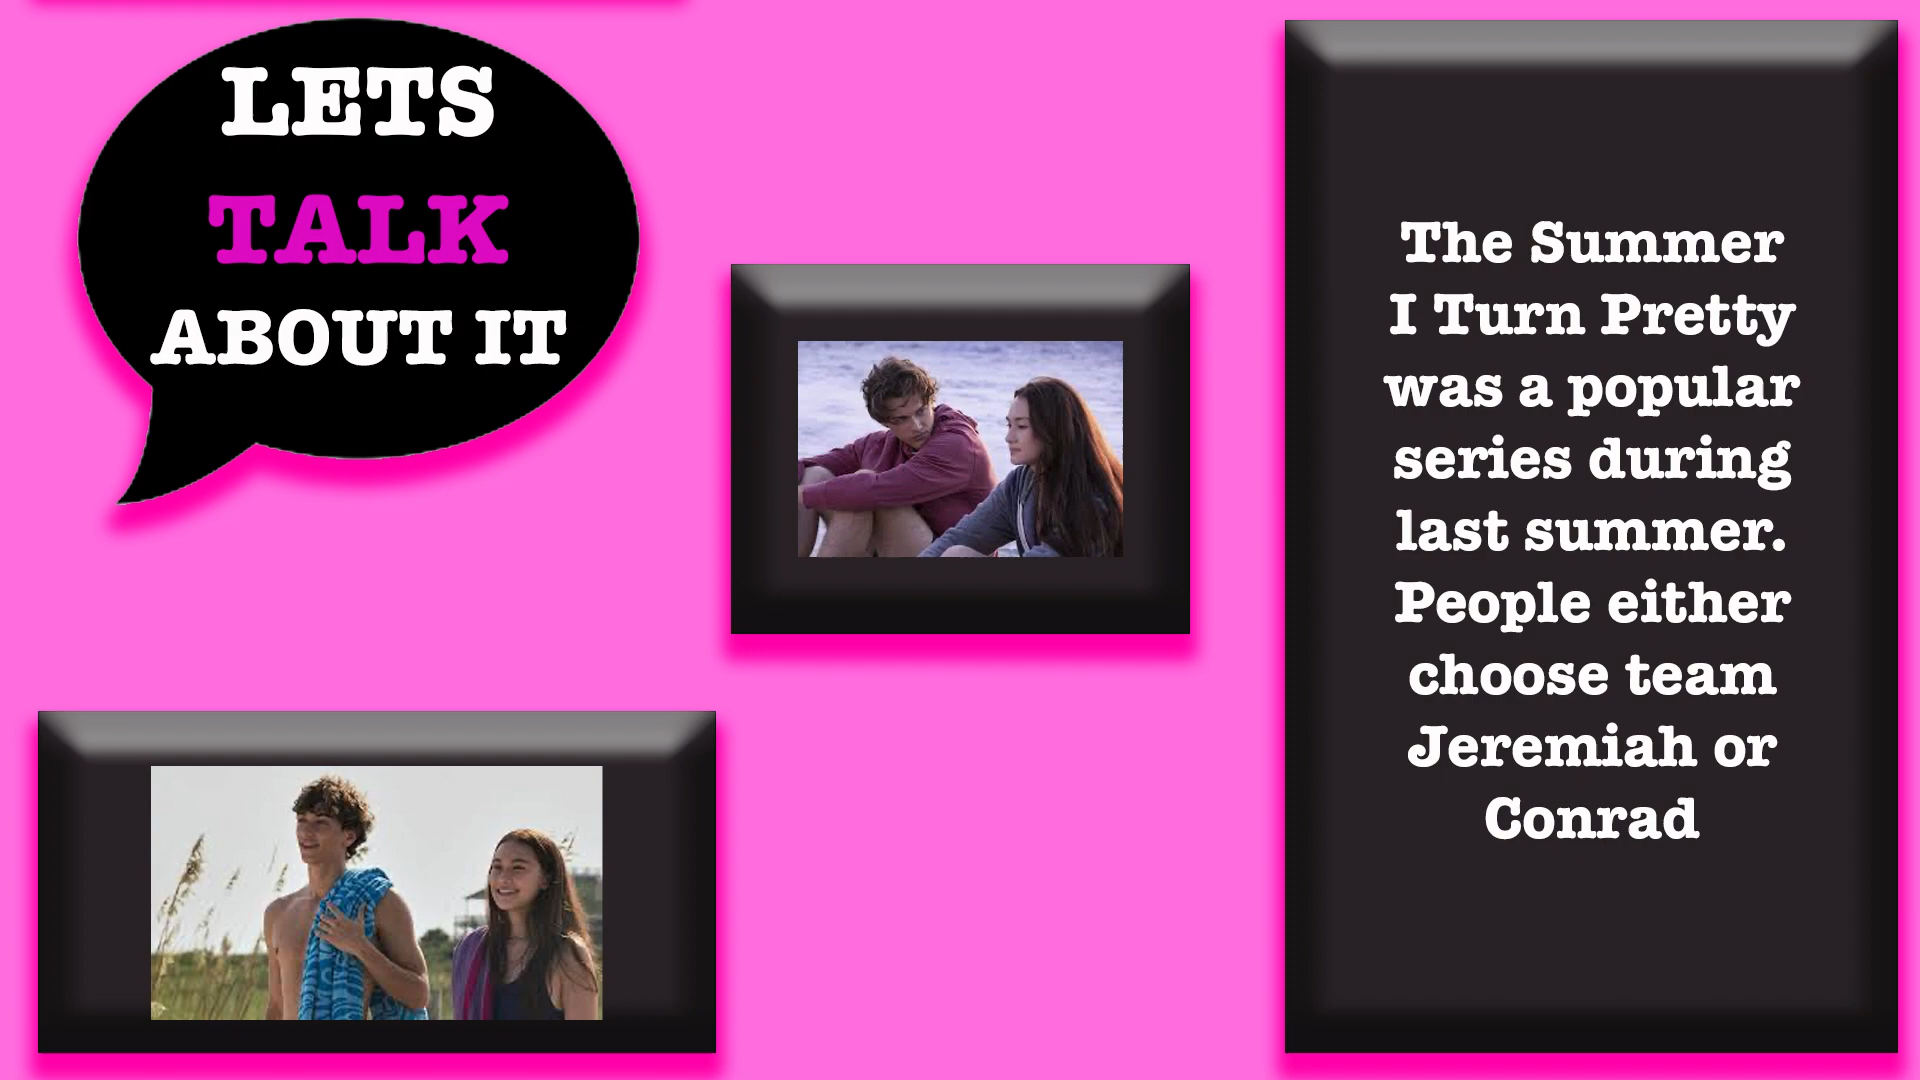 LETS
TALK
ABOUT IT
The Summer
I Turn Pretty
was a popular
series during
last summer.
People either
choose team
Jeremiah or
Conrad